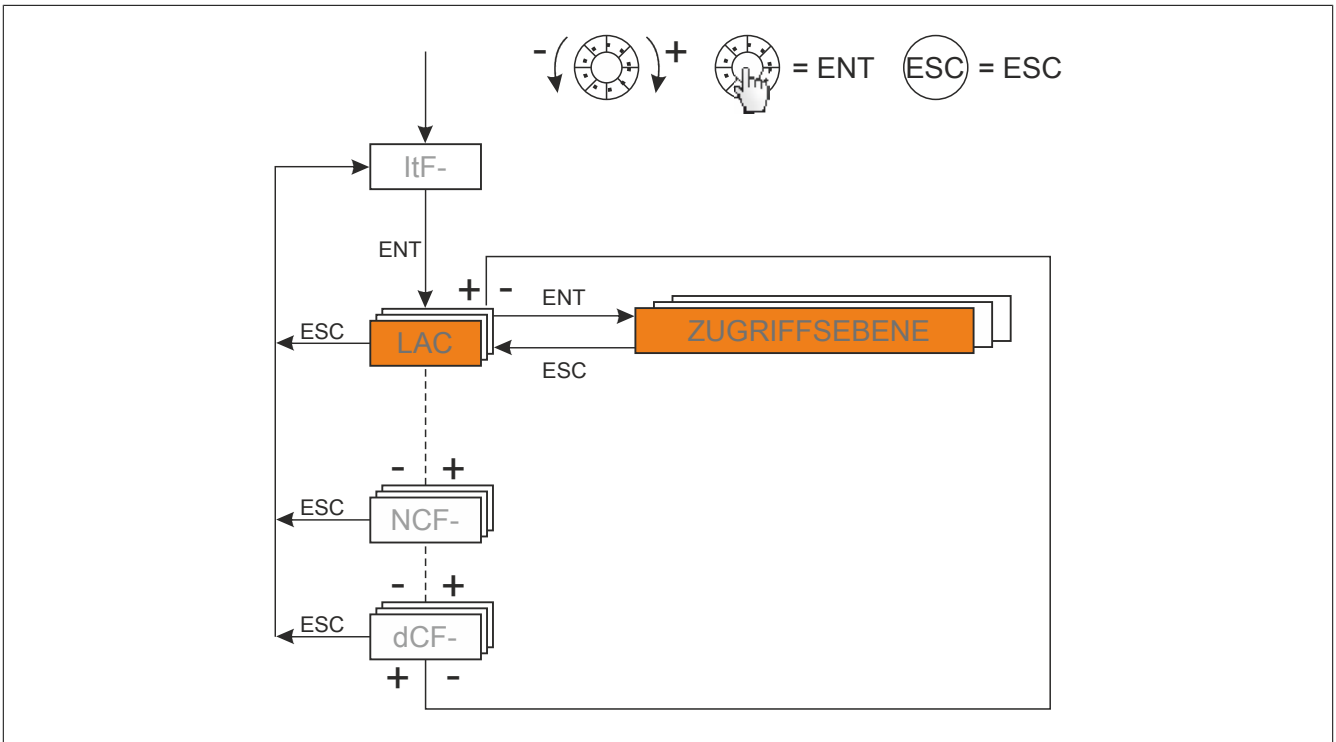 - + = ENT ESC = ESC
ItF-
ENT
+ -
ENT
ESC
LAC
ZUGRIFFSEBENE
ESC
- +
ESC
NCF-
- +
ESC
dCF-
+ -